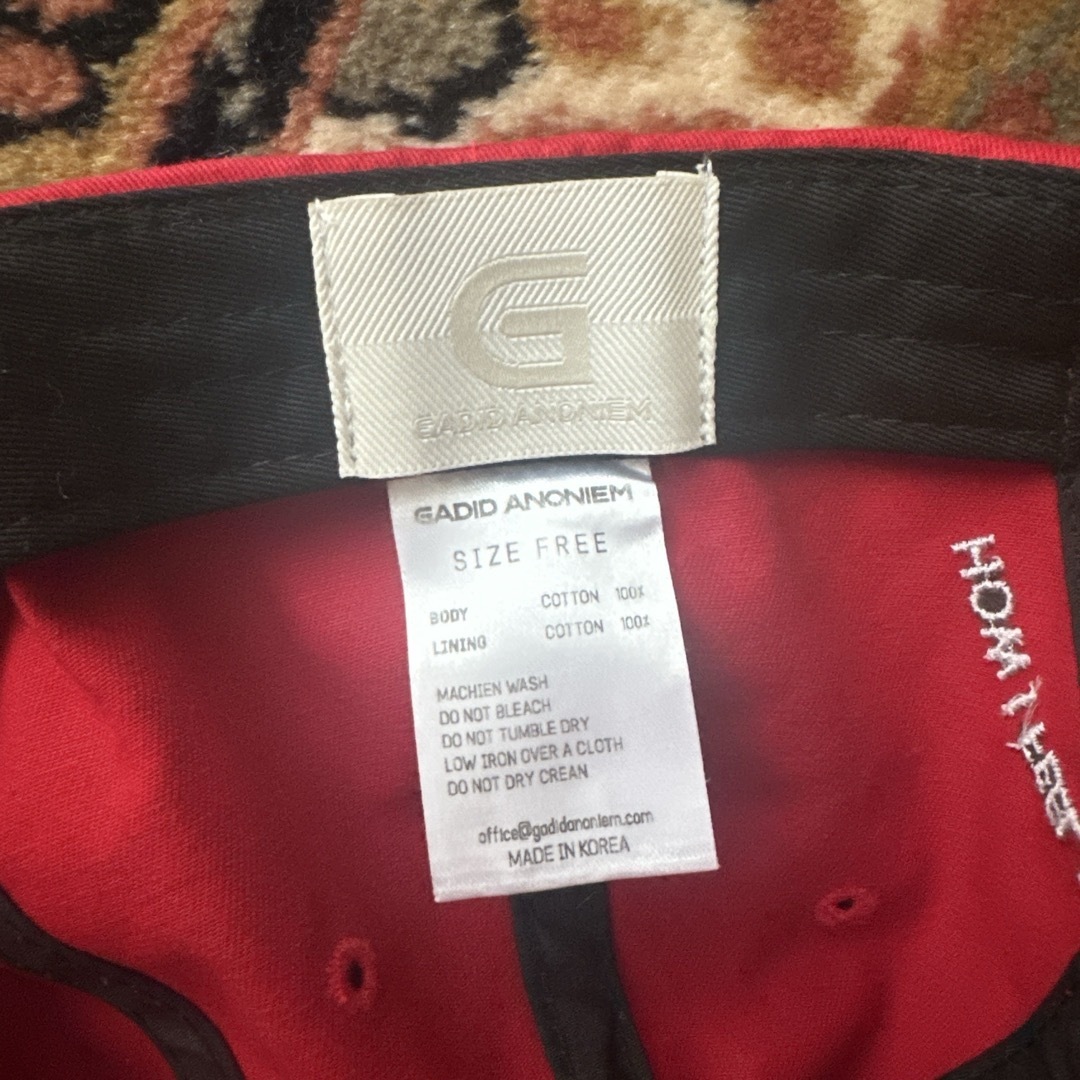 GADID ANONIEM
GADID ANONIEM
SIZE FREE
BODY COTTON 100%
LINING COTTON 100%
MACHIEN WASH
DO NOT BLEACH
DO NOT TUMBLE DRY
LOW IRON OVER A CLOTH
DO NOT DRY CREAN
office@gadidanoniem.com
MADE IN KOREA